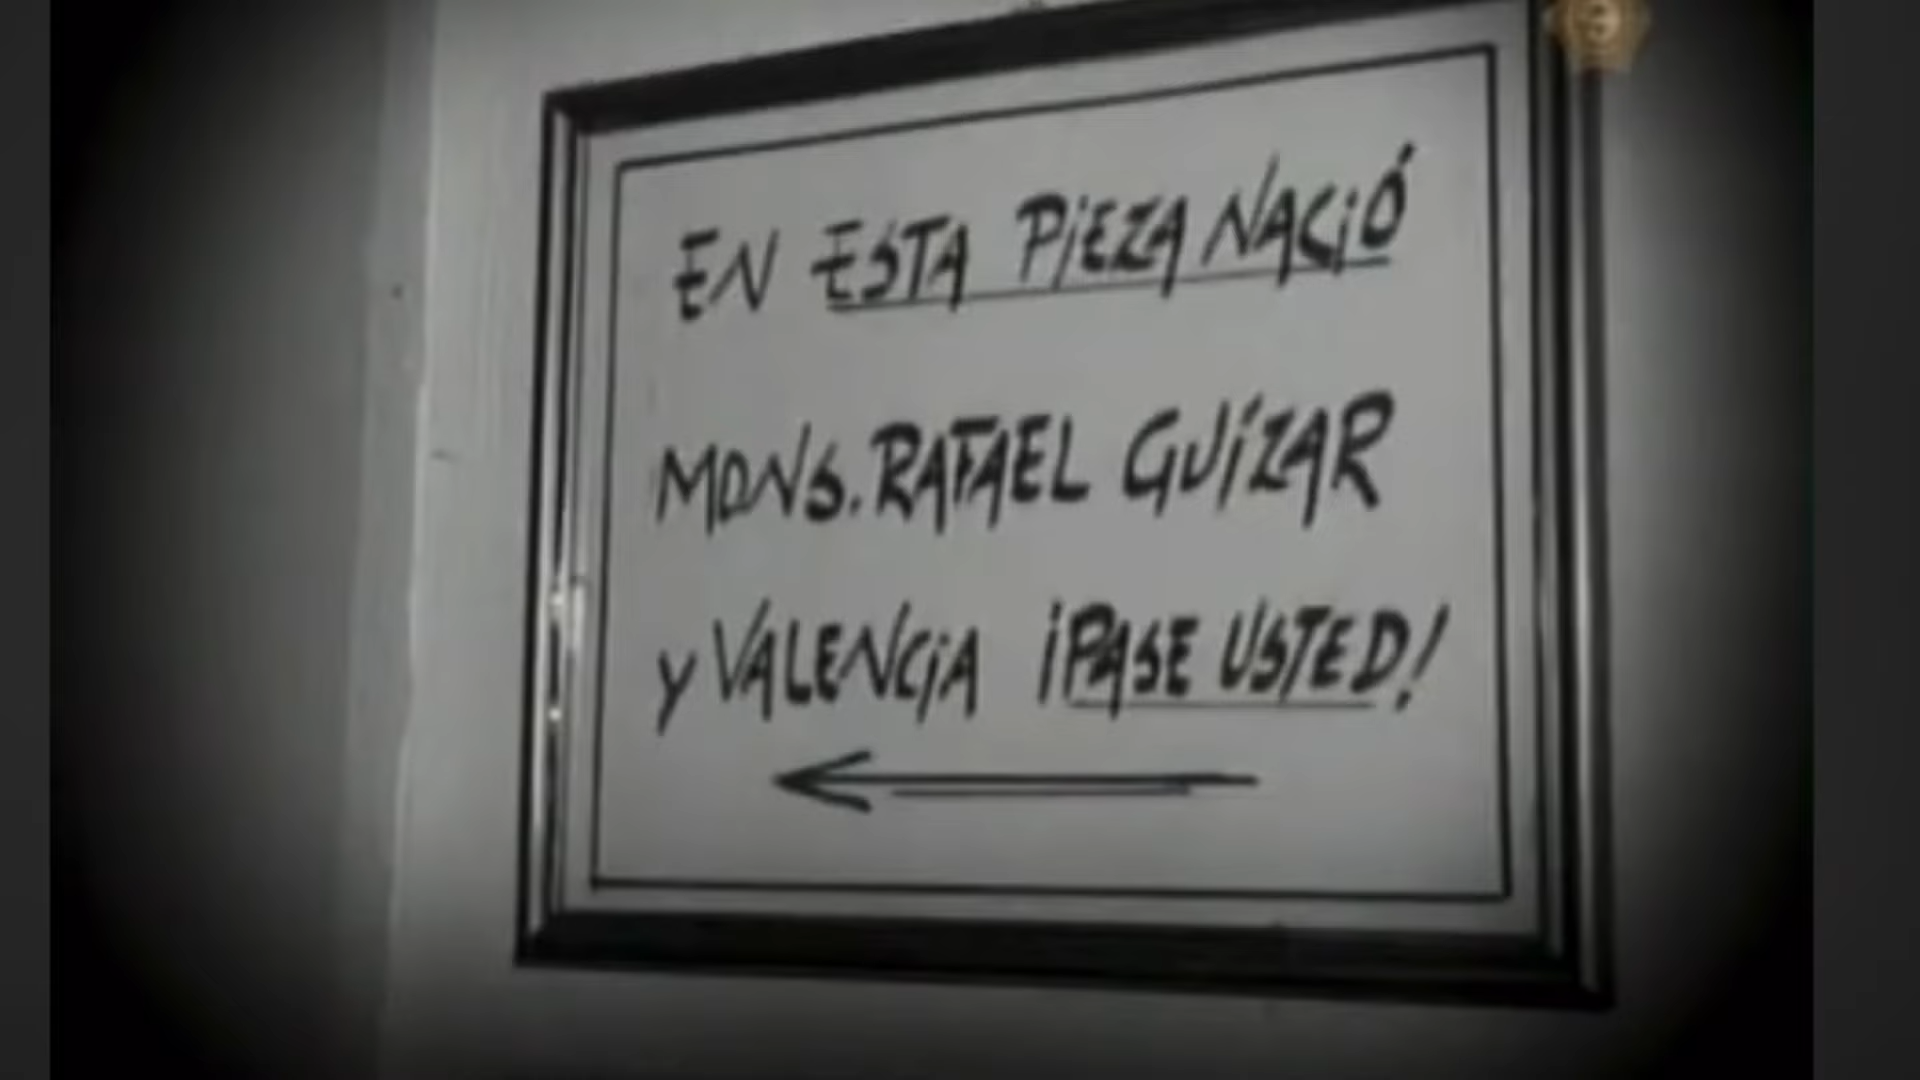 EN ESTA PIEZA NACIÓ
MONS. RAFAEL GUÍZAR
y VALENCIA ¡PASE USTED!